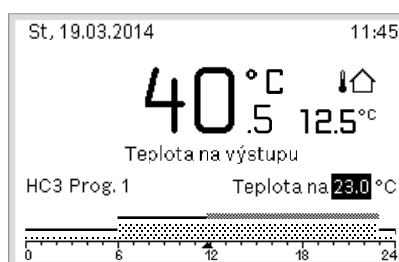 St, 19.03.2014 11:45
40.5 °C 12.5°C
Teplota na výstupu
HC3 Prog. 1 Teplota na 23.0 °C
0 6 12 18 24